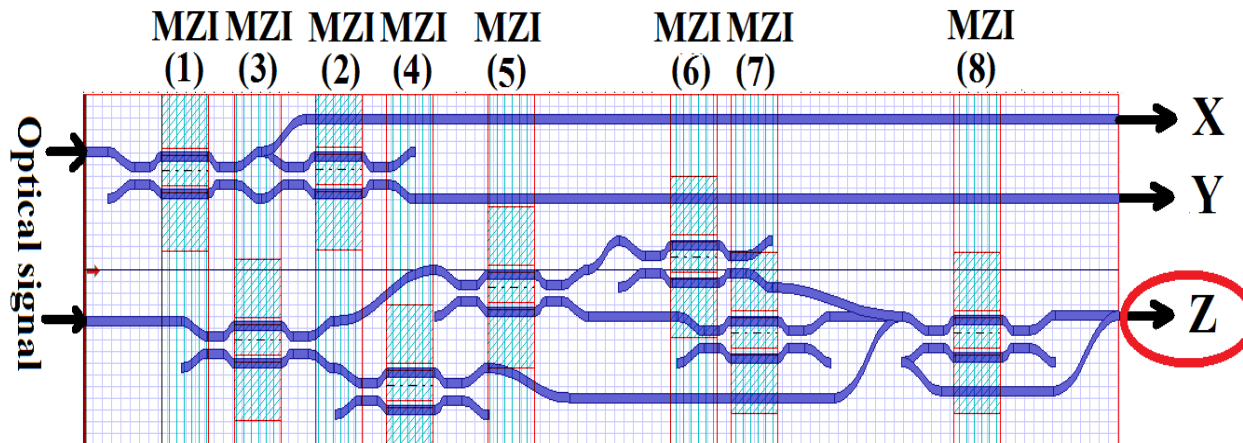 MZI MZI MZI MZI MZI MZI MZI MZI
(1) (3) (2) (4) (5) (6) (7) (8)
Optical signal
X
Y
Z